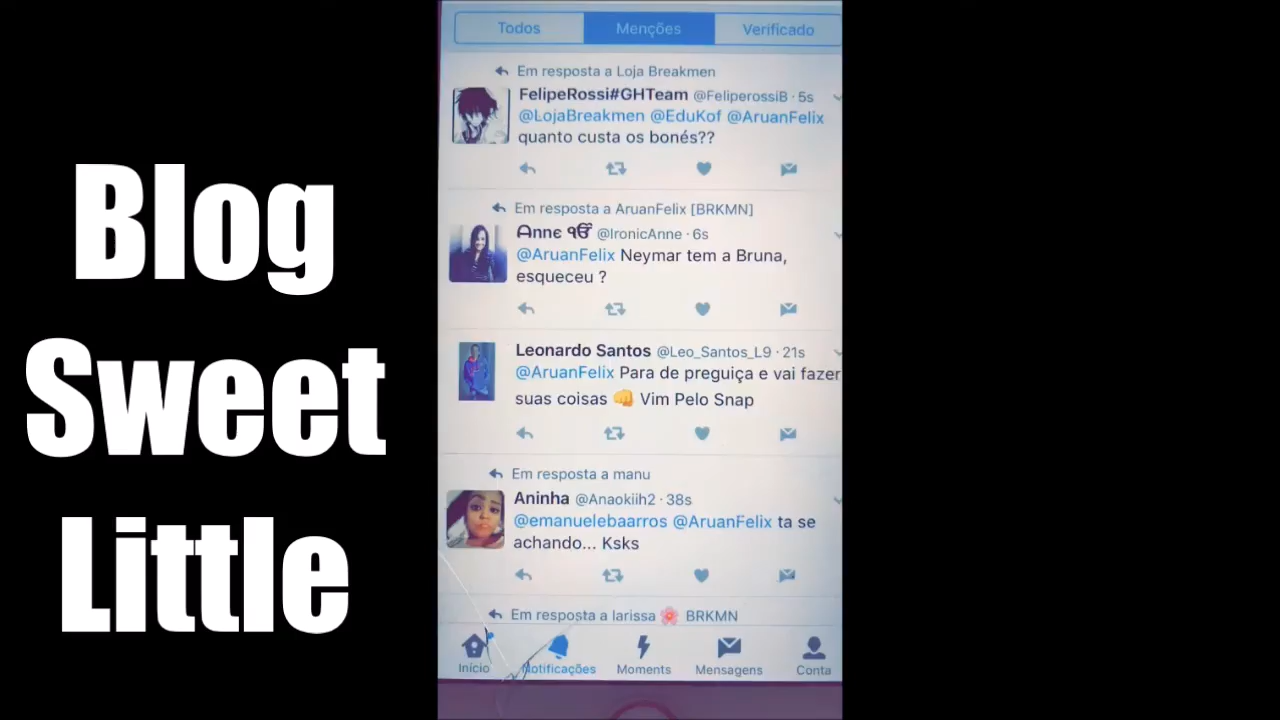 Blog
Sweet
Little
Todos
Menções
Verificado
Em resposta a Loja Breakmen
FelipeRossi#GHTeam @FeliperossiB · 5s
@LojaBreakmen @EduKof @AruanFelix
quanto custa os bonés??
Em resposta a AruanFelix [BRKMN]
@IronicAnne · 6s
@AruanFelix Neymar tem a Bruna,
esqueceu ?
Leonardo Santos @Leo_Santos_L9 · 21s
@AruanFelix Para de preguiça e vai fazer
suas coisas 👊 Vim Pelo Snap
Em resposta a manu
Aninha @Anaokiih2 · 38s
@emanuelebaarros @AruanFelix ta se
achando... Ksks
Em resposta a larissa 🌸 BRKMN
Início
Notificações
Moments
Mensagens
Conta